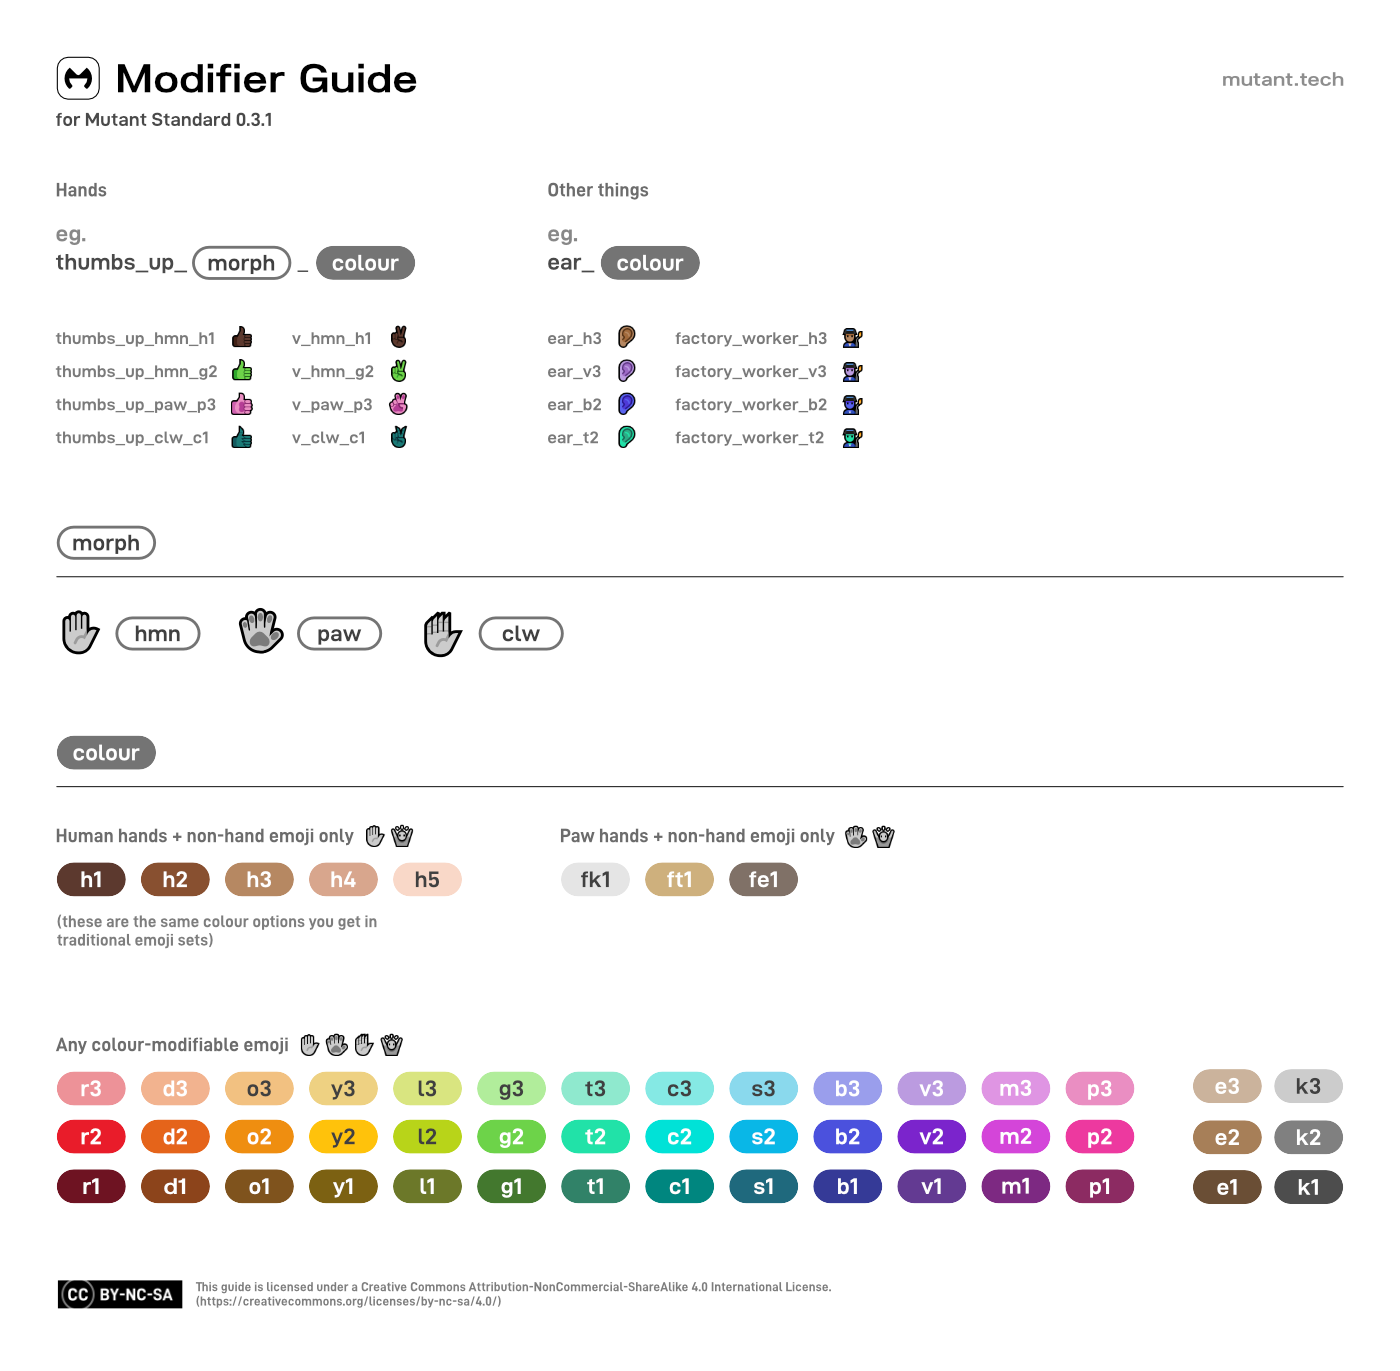 Modifier Guide
mutant.tech
for Mutant Standard 0.3.1
Hands
eg.
thumbs_up_ morph _ colour
thumbs_up_hmn_h1 v_hmn_h1
thumbs_up_hmn_g2 v_hmn_g2
thumbs_up_paw_p3 v_paw_p3
thumbs_up_clw_c1 v_clw_c1
Other things
eg.
ear_ colour
ear_h3 factory_worker_h3
ear_v3 factory_worker_v3
ear_b2 factory_worker_b2
ear_t2 factory_worker_t2
morph
hmn paw clw
colour
Human hands + non-hand emoji only
h1 h2 h3 h4 h5
(these are the same colour options you get in
traditional emoji sets)
Paw hands + non-hand emoji only
fk1 ft1 fe1
Any colour-modifiable emoji
r3 d3 o3 y3 l3 g3 t3 c3 s3 b3 v3 m3 p3 e3 k3
r2 d2 o2 y2 l2 g2 t2 c2 s2 b2 v2 m2 p2 e2 k2
r1 d1 o1 y1 l1 g1 t1 c1 s1 b1 v1 m1 p1 e1 k1
CC BY-NC-SA
This guide is licensed under a Creative Commons Attribution-NonCommercial-ShareAlike 4.0 International License.
(https://creativecommons.org/licenses/by-nc-sa/4.0/)